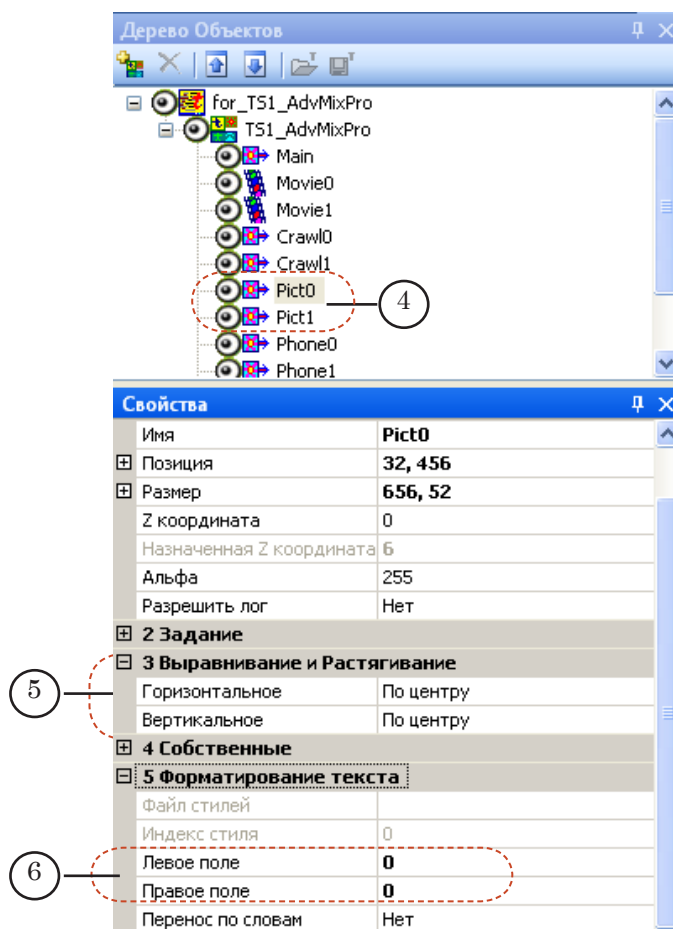 Дерево Объектов
for_TS1_AdvMixPro
TS1_AdvMixPro
Main
Movie0
Movie1
Crawl0
Crawl1
Pict0
4
Pict1
Phone0
Phone1
Свойства
Имя Pict0
Позиция 32, 456
Размер 656, 52
Z координата 0
Назначенная Z координата 6
Альфа 255
Разрешить лог Нет
2 Задание
3 Выравнивание и Растягивание
5
Горизонтальное По центру
Вертикальное По центру
4 Собственные
5 Форматирование текста
Файл стилей
Индекс стиля 0
6
Левое поле 0
Правое поле 0
Перенос по словам Нет